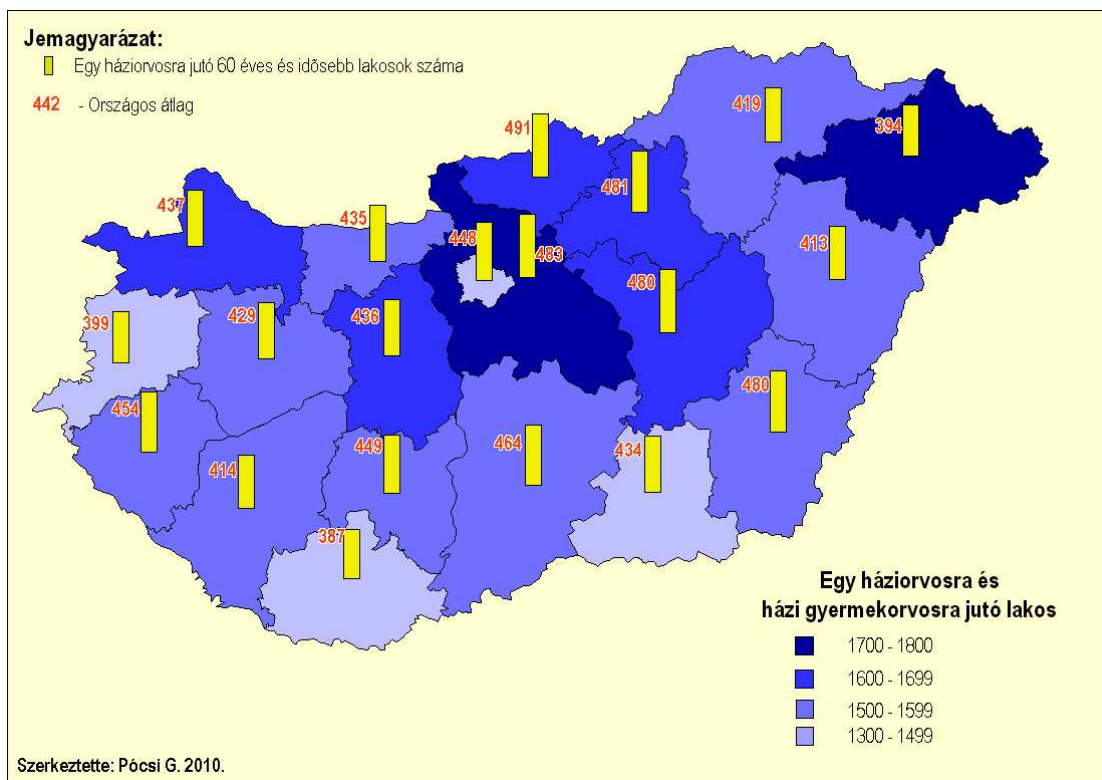 Jemagyarázat:
Egy háziorvosra jutó 60 éves és idősebb lakosok száma
442 - Országos átlag
419
394
491
481
437
435
448
483
413
480
436
429
399
480
454
464
449
434
414
387
Egy háziorvosra és
házi gyermekorvosra jutó lakos
1700 - 1800
1600 - 1699
1500 - 1599
1300 - 1499
Szerkeztette: Pócsi G. 2010.